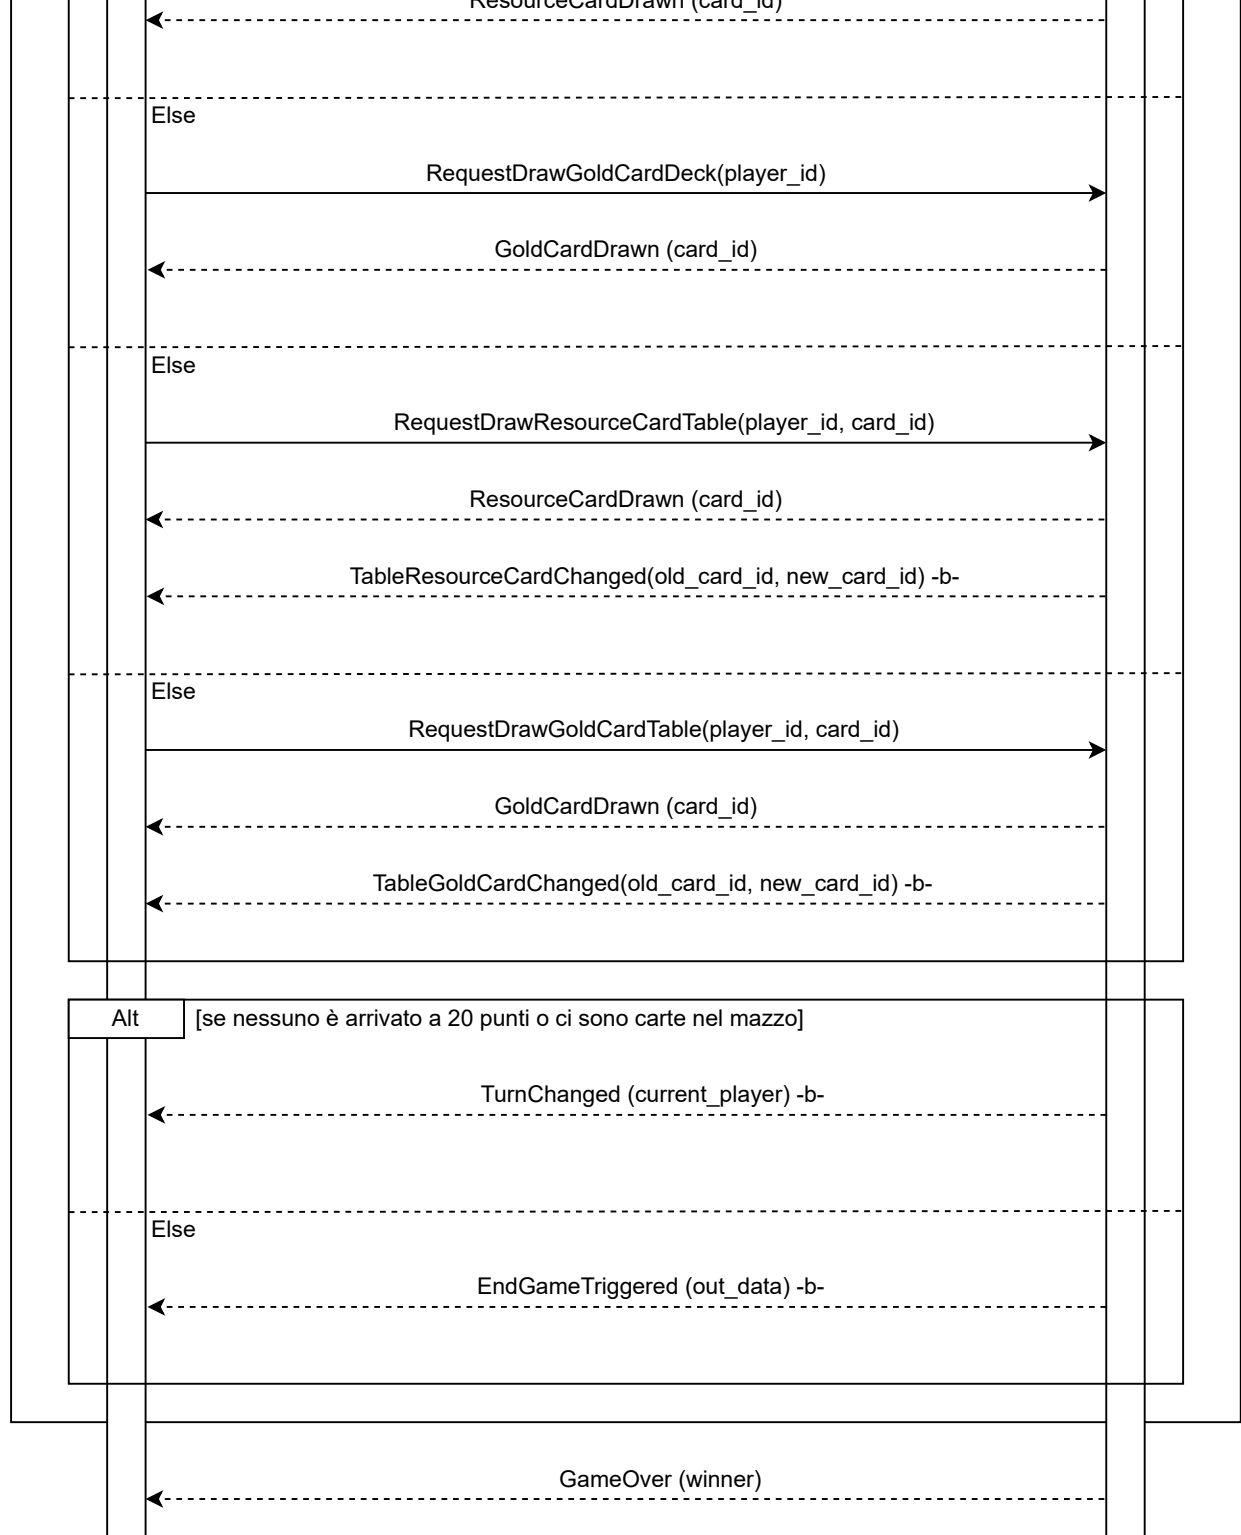 ResourceCardDrawn (card_id)
Else
RequestDrawGoldCardDeck(player_id)
GoldCardDrawn (card_id)
Else
RequestDrawResourceCardTable(player_id, card_id)
ResourceCardDrawn (card_id)
TableResourceCardChanged(old_card_id, new_card_id) -b-
Else
RequestDrawGoldCardTable(player_id, card_id)
GoldCardDrawn (card_id)
TableGoldCardChanged(old_card_id, new_card_id) -b-
Alt [se nessuno è arrivato a 20 punti o ci sono carte nel mazzo]
TurnChanged (current_player) -b-
Else
EndGameTriggered (out_data) -b-
GameOver (winner)